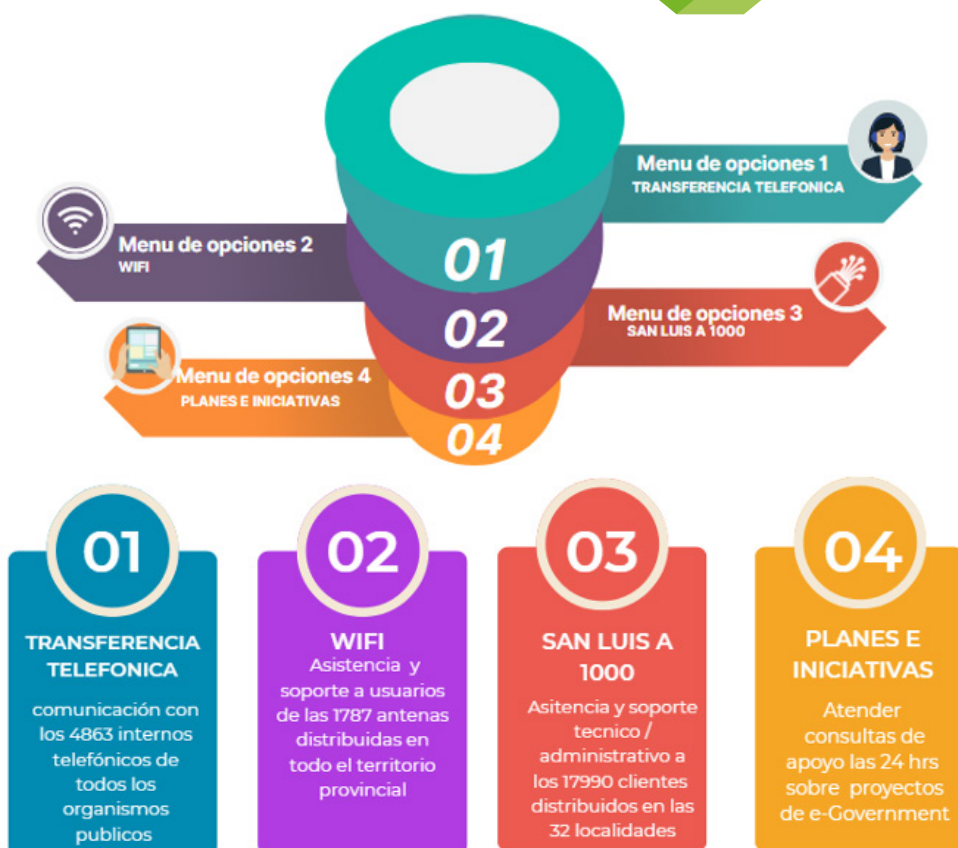 Menu de opciones 1
TRANSFERENCIA TELEFONICA
Menu de opciones 2
WIFI
Menu de opciones 3
SAN LUIS A 1000
Menu de opciones 4
PLANES E INICIATIVAS
01
02
03
04
01
TRANSFERENCIA
TELEFONICA
comunicación con
los 4863 internos
telefónicos de
todos los
organismos
publicos
02
WIFI
Asistencia y
soporte a usuarios
de las 1787 antenas
distribuidas en
todo el territorio
provincial
03
SAN LUIS A
1000
Asitencia y soporte
tecnico /
administrativo a
los 17990 clientes
distribuidos en las
32 localidades
04
PLANES E
INICIATIVAS
Atender
consultas de
apoyo las 24 hrs
sobre proyectos
de e-Government